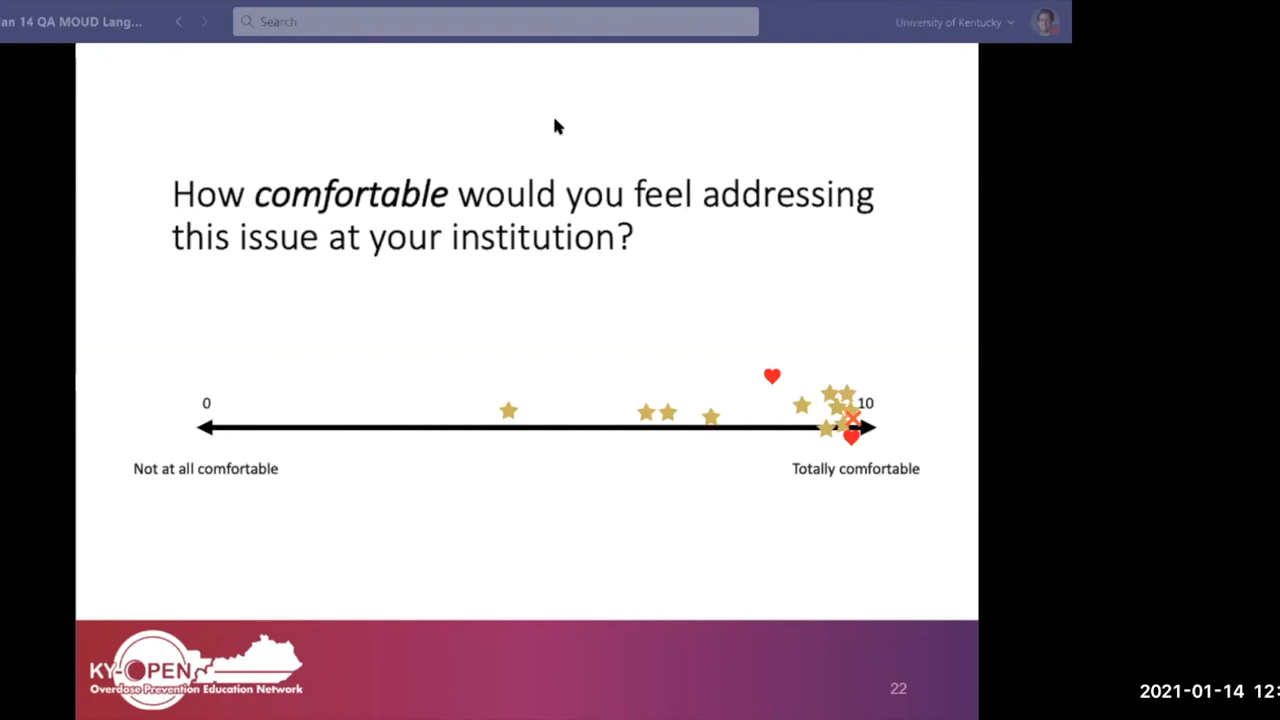 an 14 QA MOUD Lang...
Search
University of Kentucky
How comfortable would you feel addressing
this issue at your institution?
0
10
Not at all comfortable
Totally comfortable
KY-OPEN
Overdose Prevention Education Network
22
2021-01-14 12: